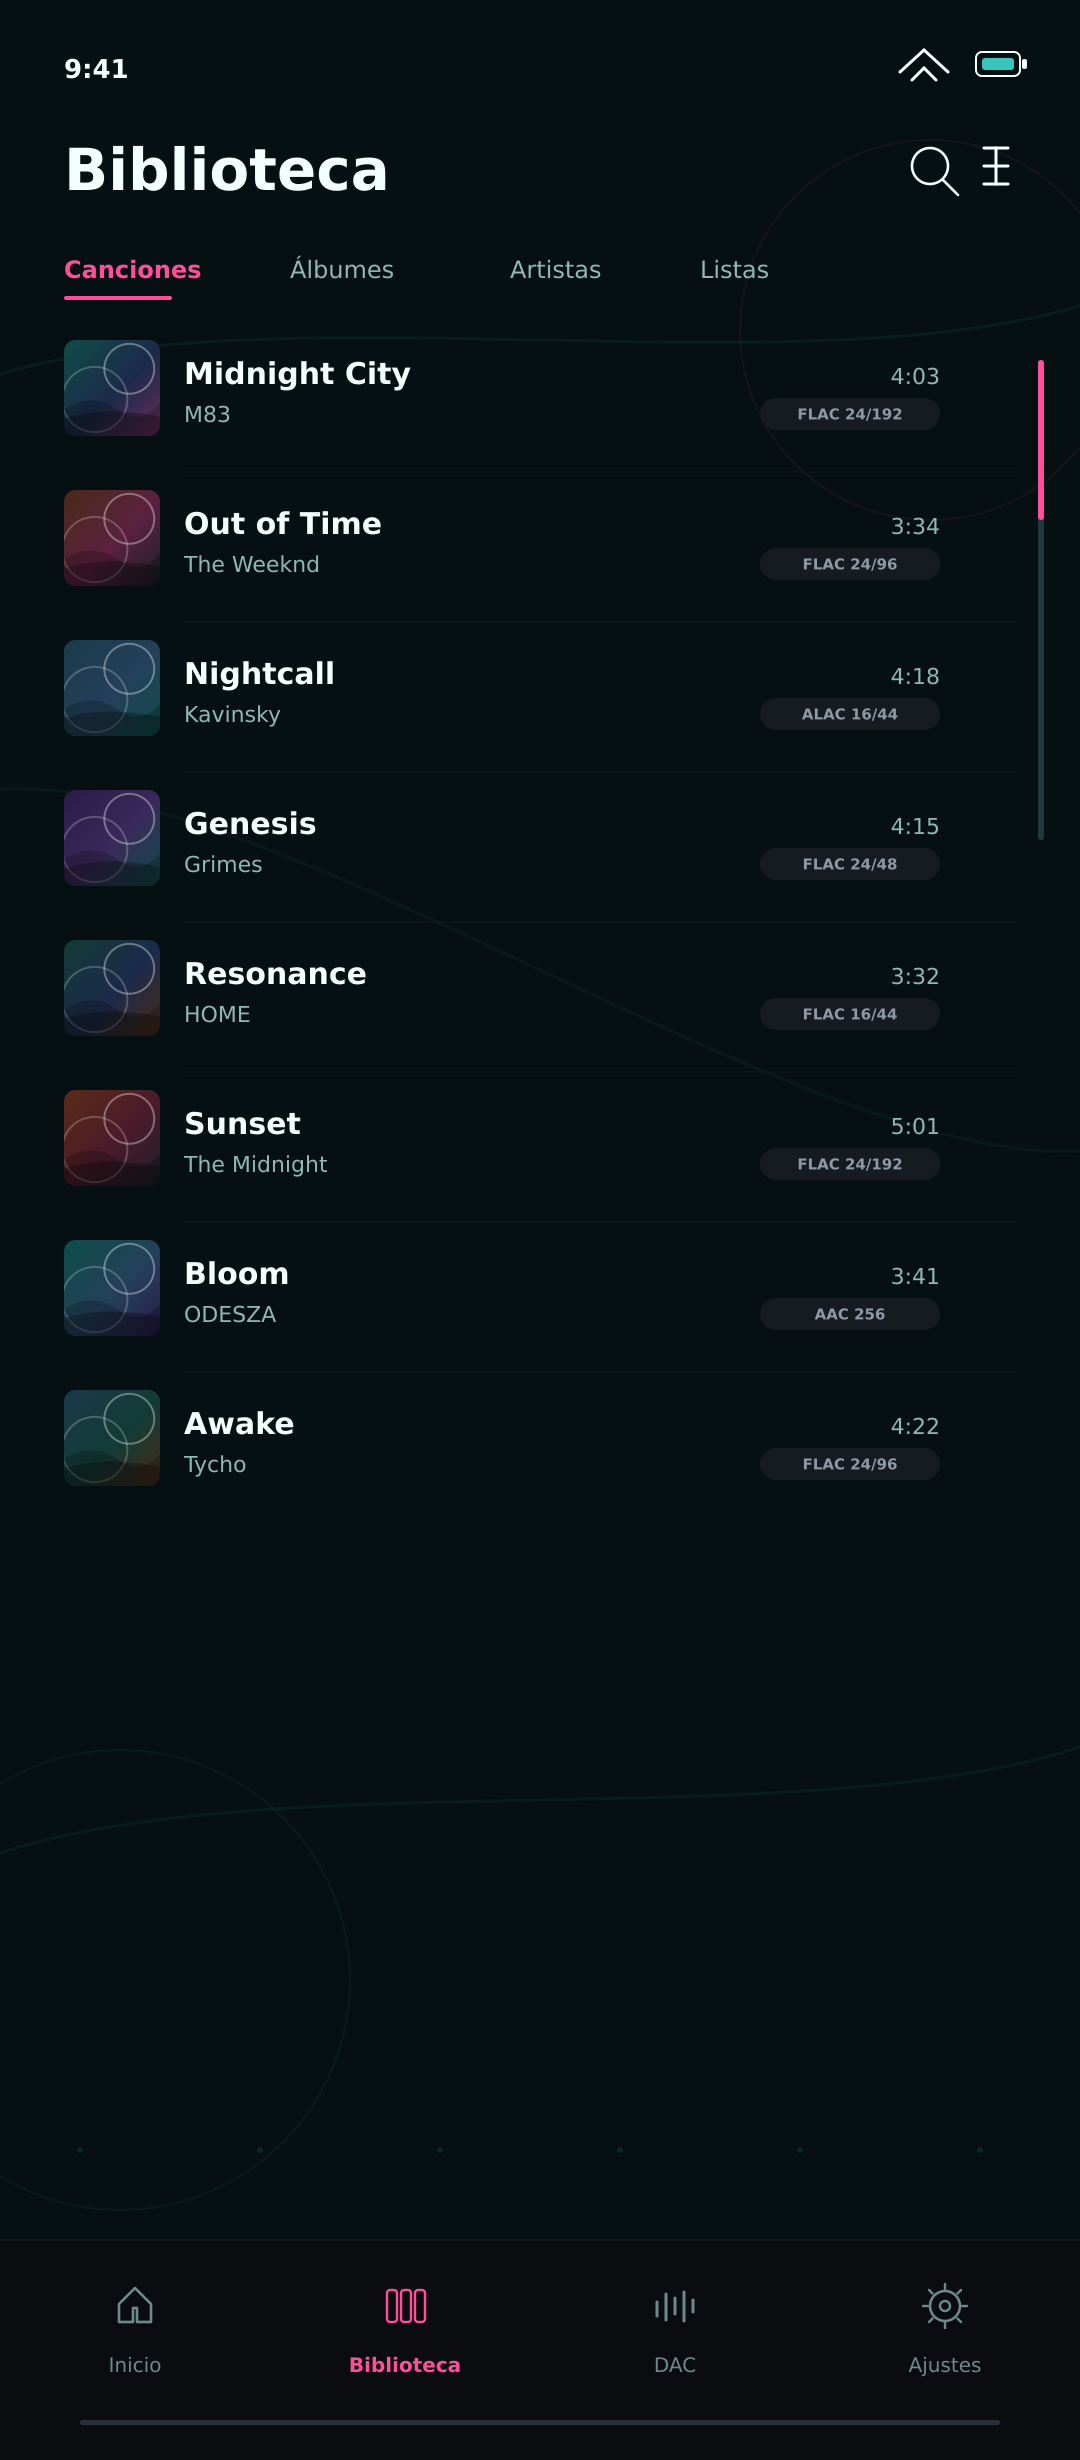 9:41
Biblioteca
Canciones Álbumes Artistas Listas
Midnight City 4:03
M83 FLAC 24/192
Out of Time 3:34
The Weeknd FLAC 24/96
Nightcall 4:18
Kavinsky ALAC 16/44
Genesis 4:15
Grimes FLAC 24/48
Resonance 3:32
HOME FLAC 16/44
Sunset 5:01
The Midnight FLAC 24/192
Bloom 3:41
ODESZA AAC 256
Awake 4:22
Tycho FLAC 24/96
Inicio Biblioteca DAC Ajustes